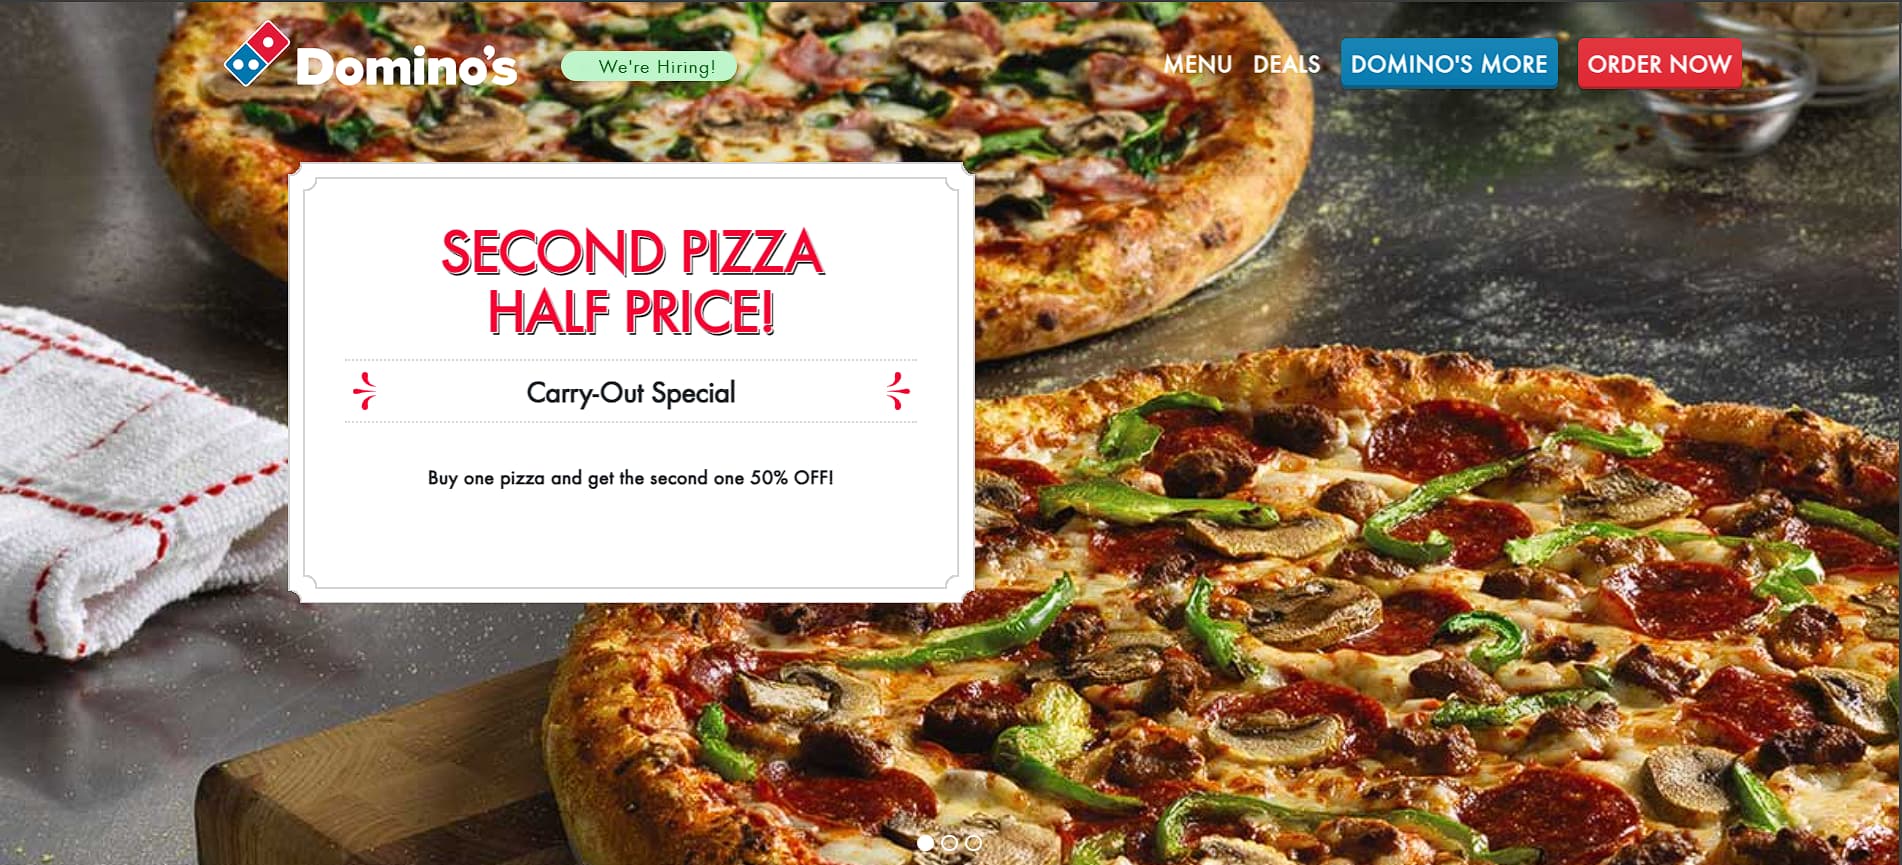 Domino's
We're Hiring!
MENU
DEALS
DOMINO'S MORE
ORDER NOW
SECOND PIZZA
HALF PRICE!
Carry-Out Special
Buy one pizza and get the second one 50% OFF!